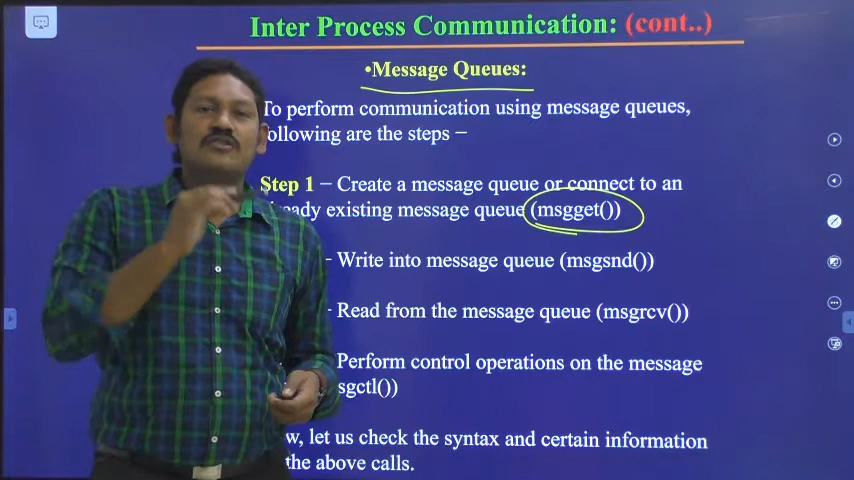 Inter Process Communication: (cont..)
•Message Queues:
To perform communication using message queues,
following are the steps −
Step 1 − Create a message queue or connect to an
already existing message queue (msgget())
− Write into message queue (msgsnd())
− Read from the message queue (msgrcv())
Perform control operations on the message
sgctl())
w, let us check the syntax and certain information
the above calls.